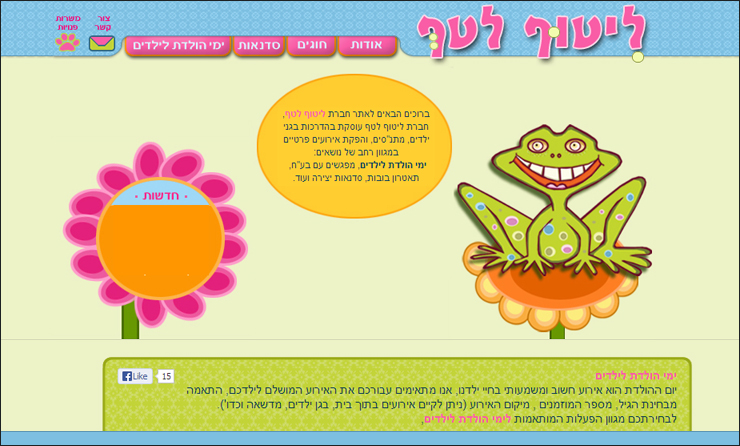 ליטוף לטף
אודות
חוגים
סדנאות
ימי הולדת לילדים
צור
קשר
משרות
פנויות
ברוכים הבאים לאתר חברת ליטוף לטף,
חברת ליטוף לטף עוסקת בהדרכות בגני
ילדים, מתנ"סים, והפקת אירועים פרטיים
במגוון רחב של נושאים:
ימי הולדת לילדים, מפגשים עם בע"ח,
תאטרון בובות, סדנאות יצירה ועוד.
• חדשות •
Like 15
ימי הולדת לילדים
יום ההולדת הוא אירוע חשוב ומשמעותי בחיי ילדנו, אנו מתאימים עבורכם את האירוע המושלם לילדכם, התאמה
מבחינת הגיל, מספר המוזמנים , מיקום האירוע (ניתן לקיים אירועים בתוך בית, בגן ילדים, מדשאה וכדו').
לבחירתכם מגוון הפעלות המותאמות לימי הולדת לילדים,